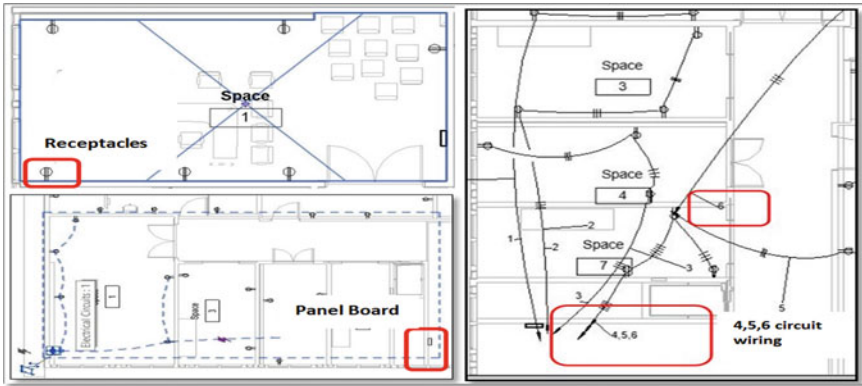 Space
1
Receptacles
Electrical Circuits : 1
1
Space
3
Panel Board
Space
3
Space
4
6
1
2
2
Space
7
3
3
5
4,5,6
4,5,6 circuit
wiring